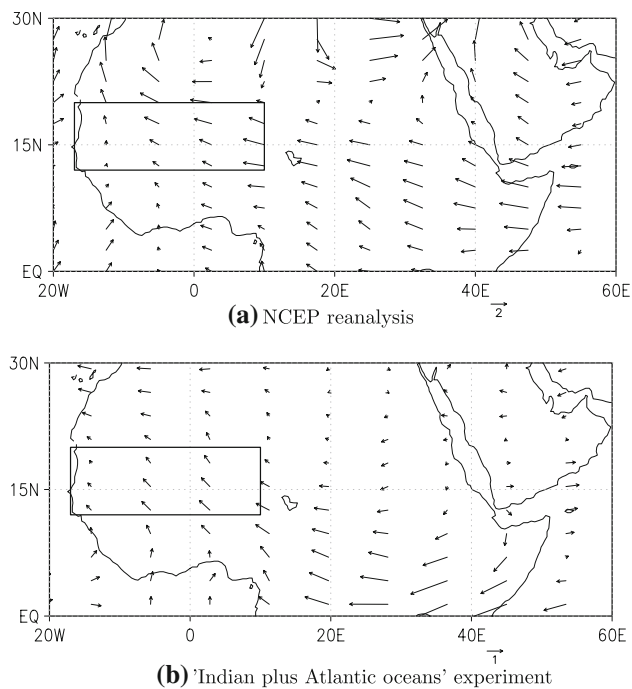 30N
15N
EQ
20W 0 20E 40E 60E
2
(a) NCEP reanalysis
30N
15N
EQ
20W 0 20E 40E 60E
1
(b) 'Indian plus Atlantic oceans' experiment